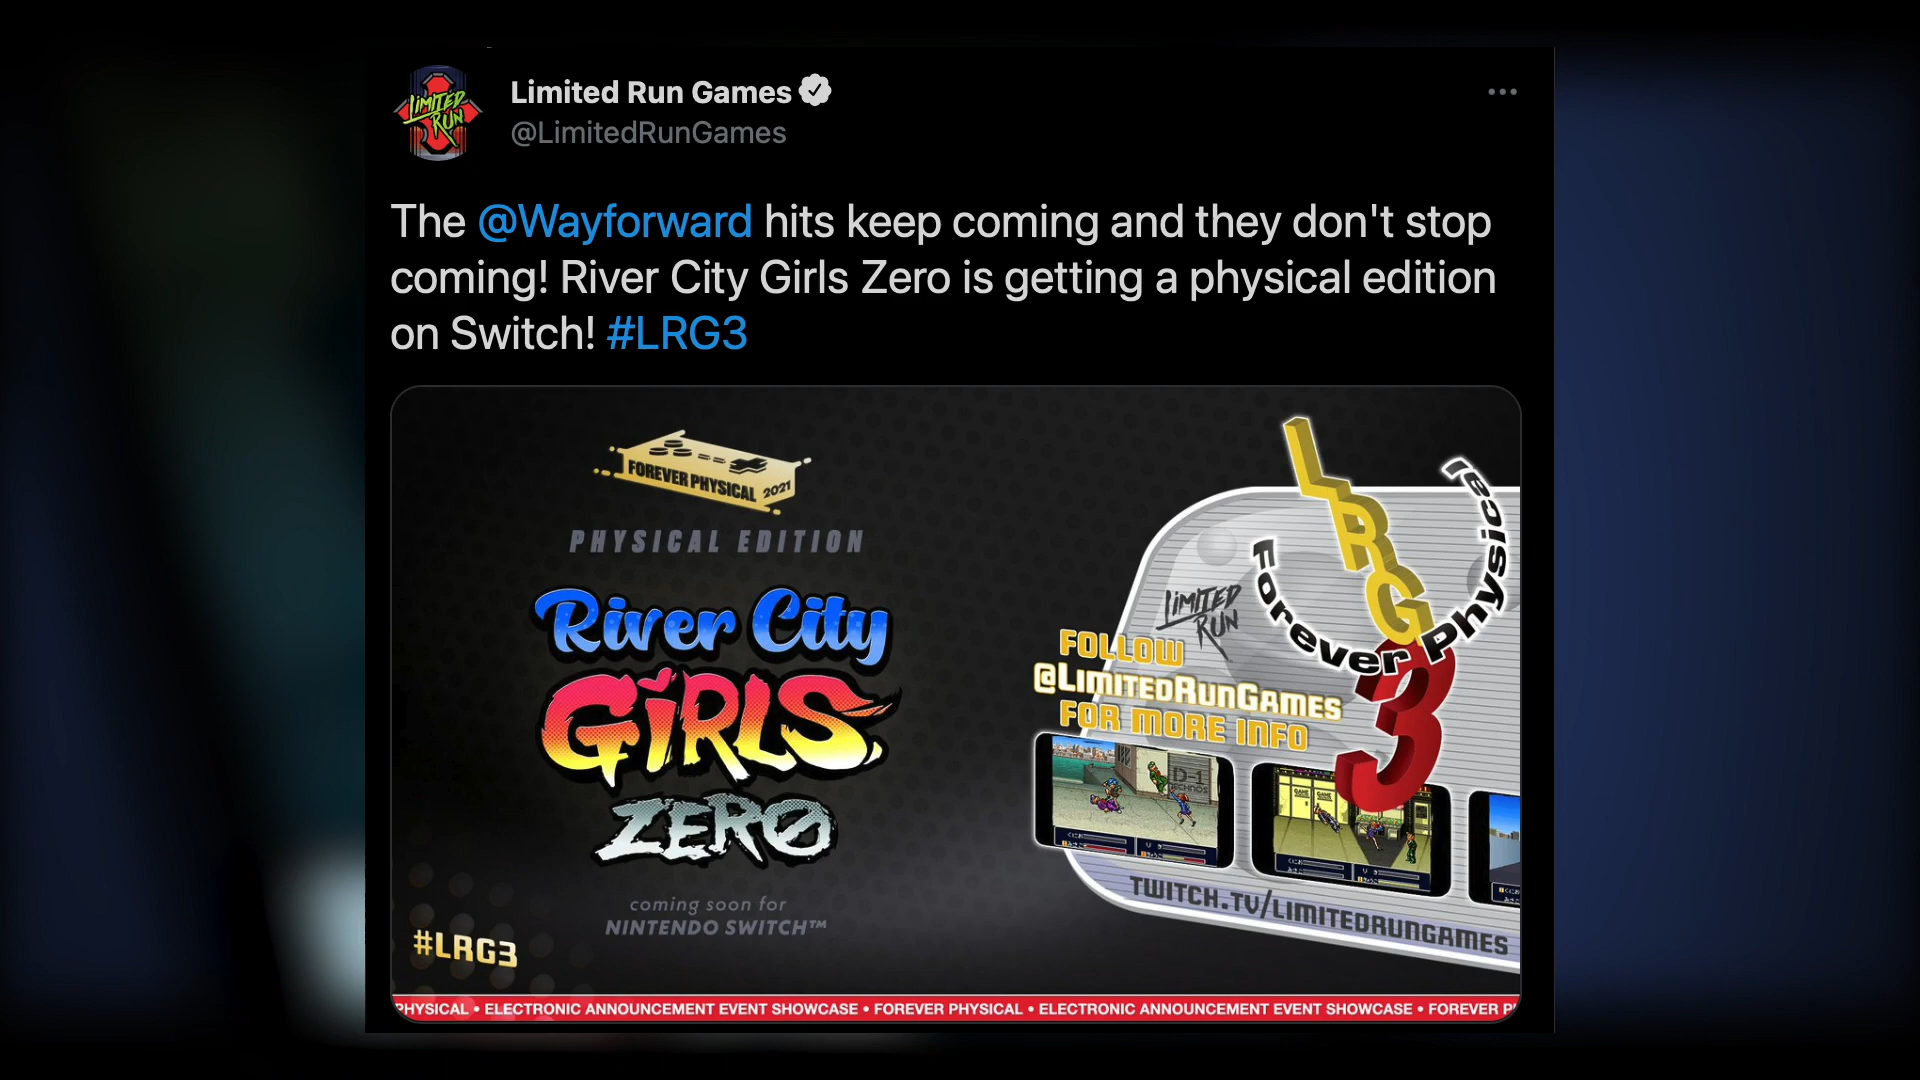 LIMITED
RUN
Limited Run Games
@LimitedRunGames
The @Wayforward hits keep coming and they don't stop
coming! River City Girls Zero is getting a physical edition
on Switch! #LRG3
FOREVER PHYSICAL 2021
PHYSICAL EDITION
River City
GiRLS
ZERO
coming soon for
NINTENDO SWITCH™
#LRG3
LRG
3
Forever Physical
LIMITED
RUN
FOLLOW
@LIMITEDRUNGAMES
FOR MORE INFO
TWITCH.TV/LIMITEDRUNGAMES
PHYSICAL • ELECTRONIC ANNOUNCEMENT EVENT SHOWCASE • FOREVER PHYSICAL • ELECTRONIC ANNOUNCEMENT EVENT SHOWCASE • FOREVER P